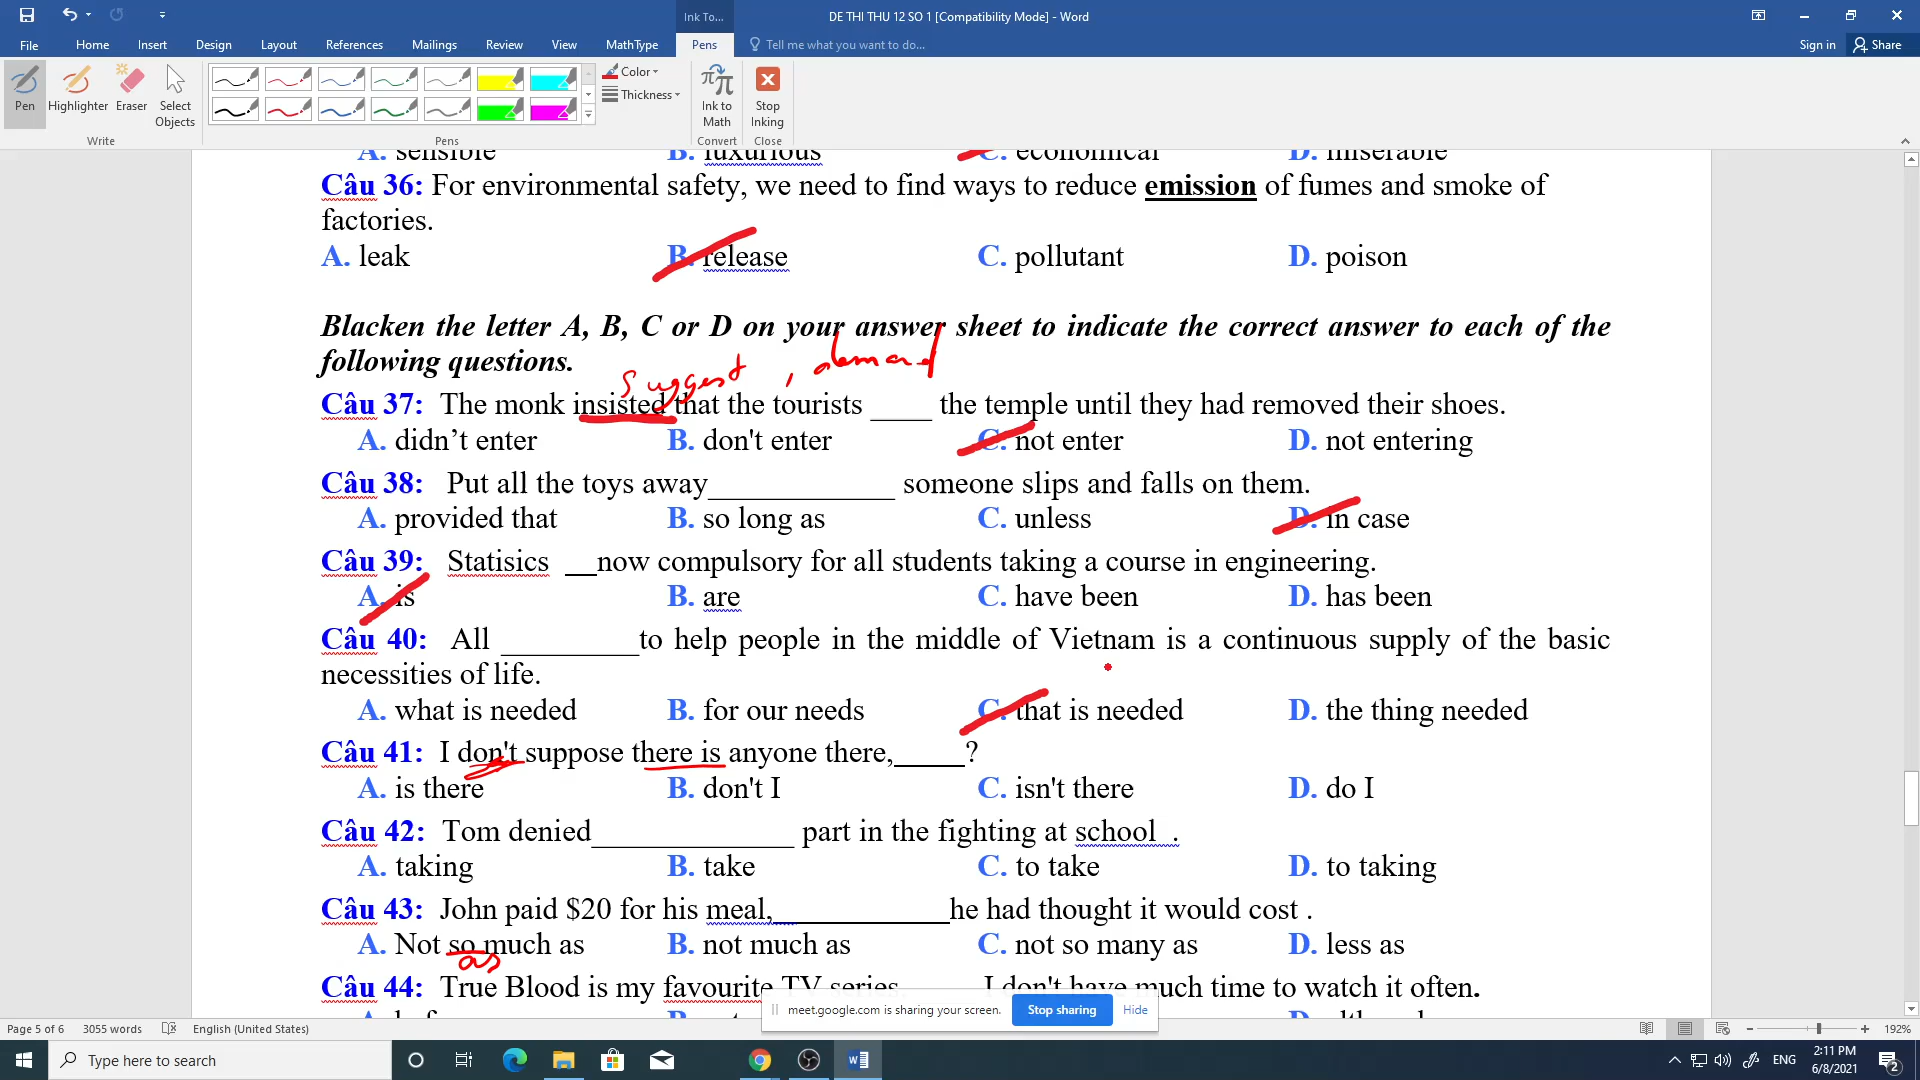 Ink To...
DE THI THU 12 SO 1 [Compatibility Mode] - Word
File Home Insert Design Layout References Mailings Review View MathType Pens Tell me what you want to do... Sign in Share
Pen Highlighter Eraser Select Objects
Color
Thickness
Ink to Math
Stop Inking
Write Pens Convert Close
A. sensible B. luxurious C. economical D. miserable
Câu 36: For environmental safety, we need to find ways to reduce emission of fumes and smoke of
factories.
A. leak B. release C. pollutant D. poison
Blacken the letter A, B, C or D on your answer sheet to indicate the correct answer to each of the
following questions.
suggest , demand
Câu 37: The monk insisted that the tourists ____ the temple until they had removed their shoes.
A. didn’t enter B. don't enter C. not enter D. not entering
Câu 38: Put all the toys away____________ someone slips and falls on them.
A. provided that B. so long as C. unless D. in case
Câu 39: Statisics __now compulsory for all students taking a course in engineering.
A. is B. are C. have been D. has been
Câu 40: All ___________to help people in the middle of Vietnam is a continuous supply of the basic
necessities of life.
A. what is needed B. for our needs C. that is needed D. the thing needed
Câu 41: I don't suppose there is anyone there,_____?
A. is there B. don't I C. isn't there D. do I
Câu 42: Tom denied_____________ part in the fighting at school .
A. taking B. take C. to take D. to taking
Câu 43: John paid $20 for his meal,____________he had thought it would cost .
A. Not so much as B. not much as C. not so many as D. less as
as
Câu 44: True Blood is my favourite TV series. I don't have much time to watch it often.
meet.google.com is sharing your screen. Stop sharing Hide
Page 5 of 6 3055 words English (United States) 192%
Type here to search
ENG
2:11 PM
6/8/2021
2